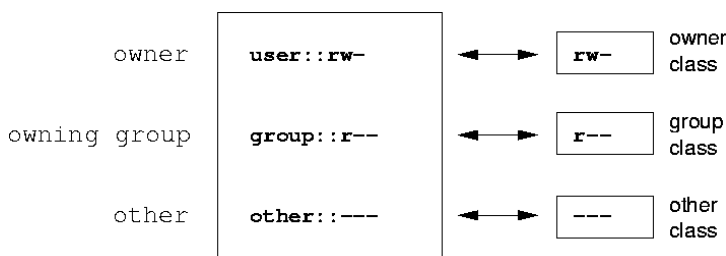 owner user::rw- rw- owner class
owning group group::r-- r-- group class
other other::--- --- other class